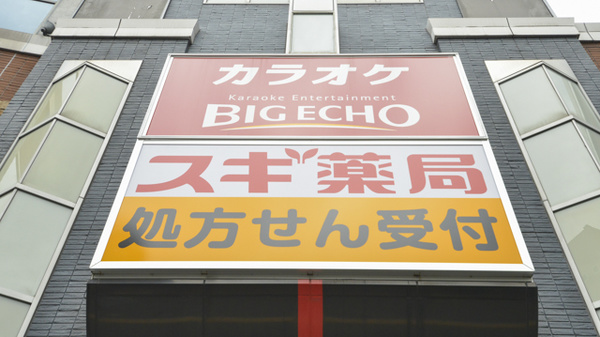 カラオケ
Karaoke Entertainment
BIG ECHO
スギ薬局
処方せん受付